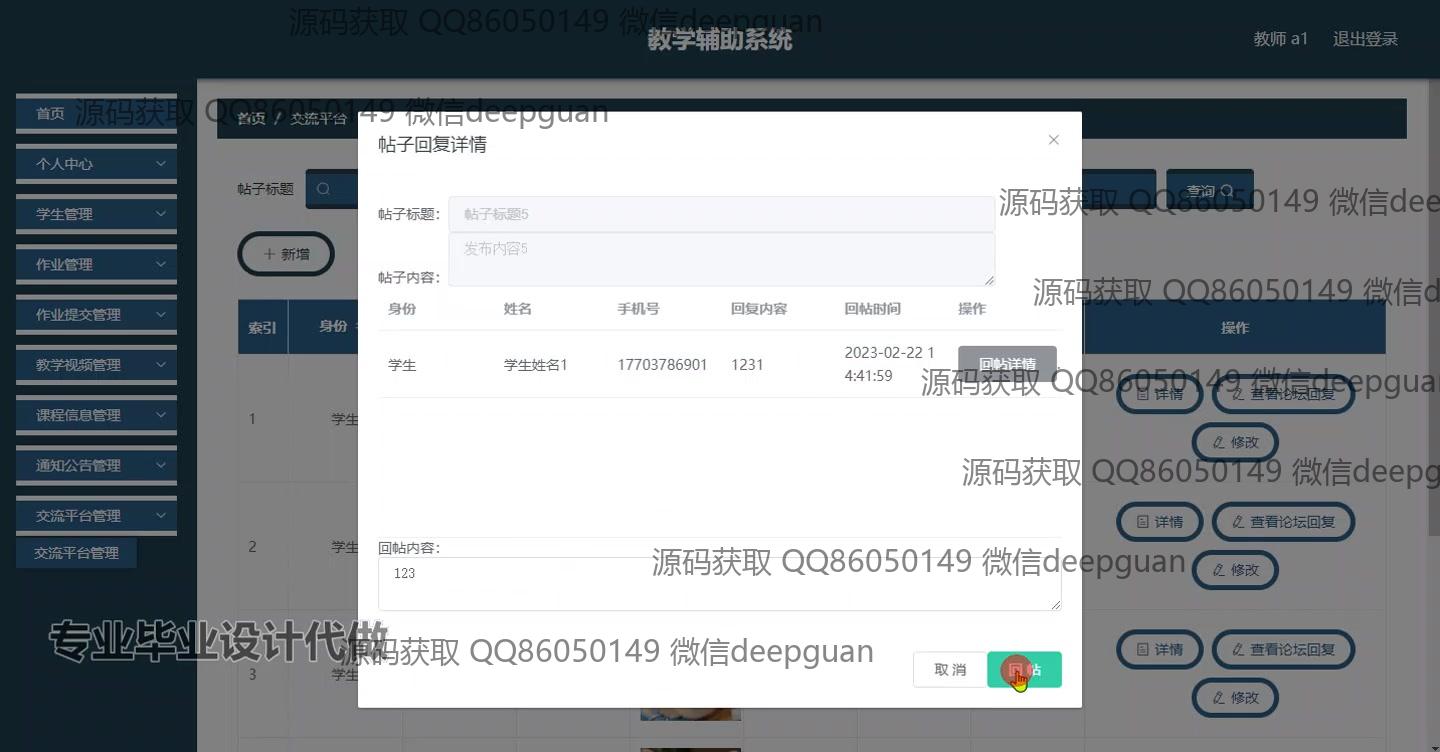 源码获取 QQ86050149 微信deepguan
教学辅助系统
教师 a1 退出登录
首页
源码获取 QQ86050149 微信deepguan
首页 / 交流平台
个人中心
学生管理
作业管理
作业提交管理
教学视频管理
课程信息管理
通知公告管理
交流平台管理
交流平台管理
帖子标题
查询
源码获取 QQ86050149 微信dee
新增
索引 身份 操作
源码获取 QQ86050149 微信d
1 学生 详情 查看论坛回复
修改
2 学生 详情 查看论坛回复
修改
3 学生 详情 查看论坛回复
修改
帖子回复详情
帖子标题: 帖子标题5
帖子内容: 发布内容5
身份 姓名 手机号 回复内容 回帖时间 操作
学生 学生姓名1 17703786901 1231 2023-02-22 1
4:41:59
回帖详情
源码获取 QQ86050149 微信deepguan
源码获取 QQ86050149 微信deepg
回帖内容:
123
源码获取 QQ86050149 微信deepguan
专业毕业设计代做
源码获取 QQ86050149 微信deepguan
取消 回帖